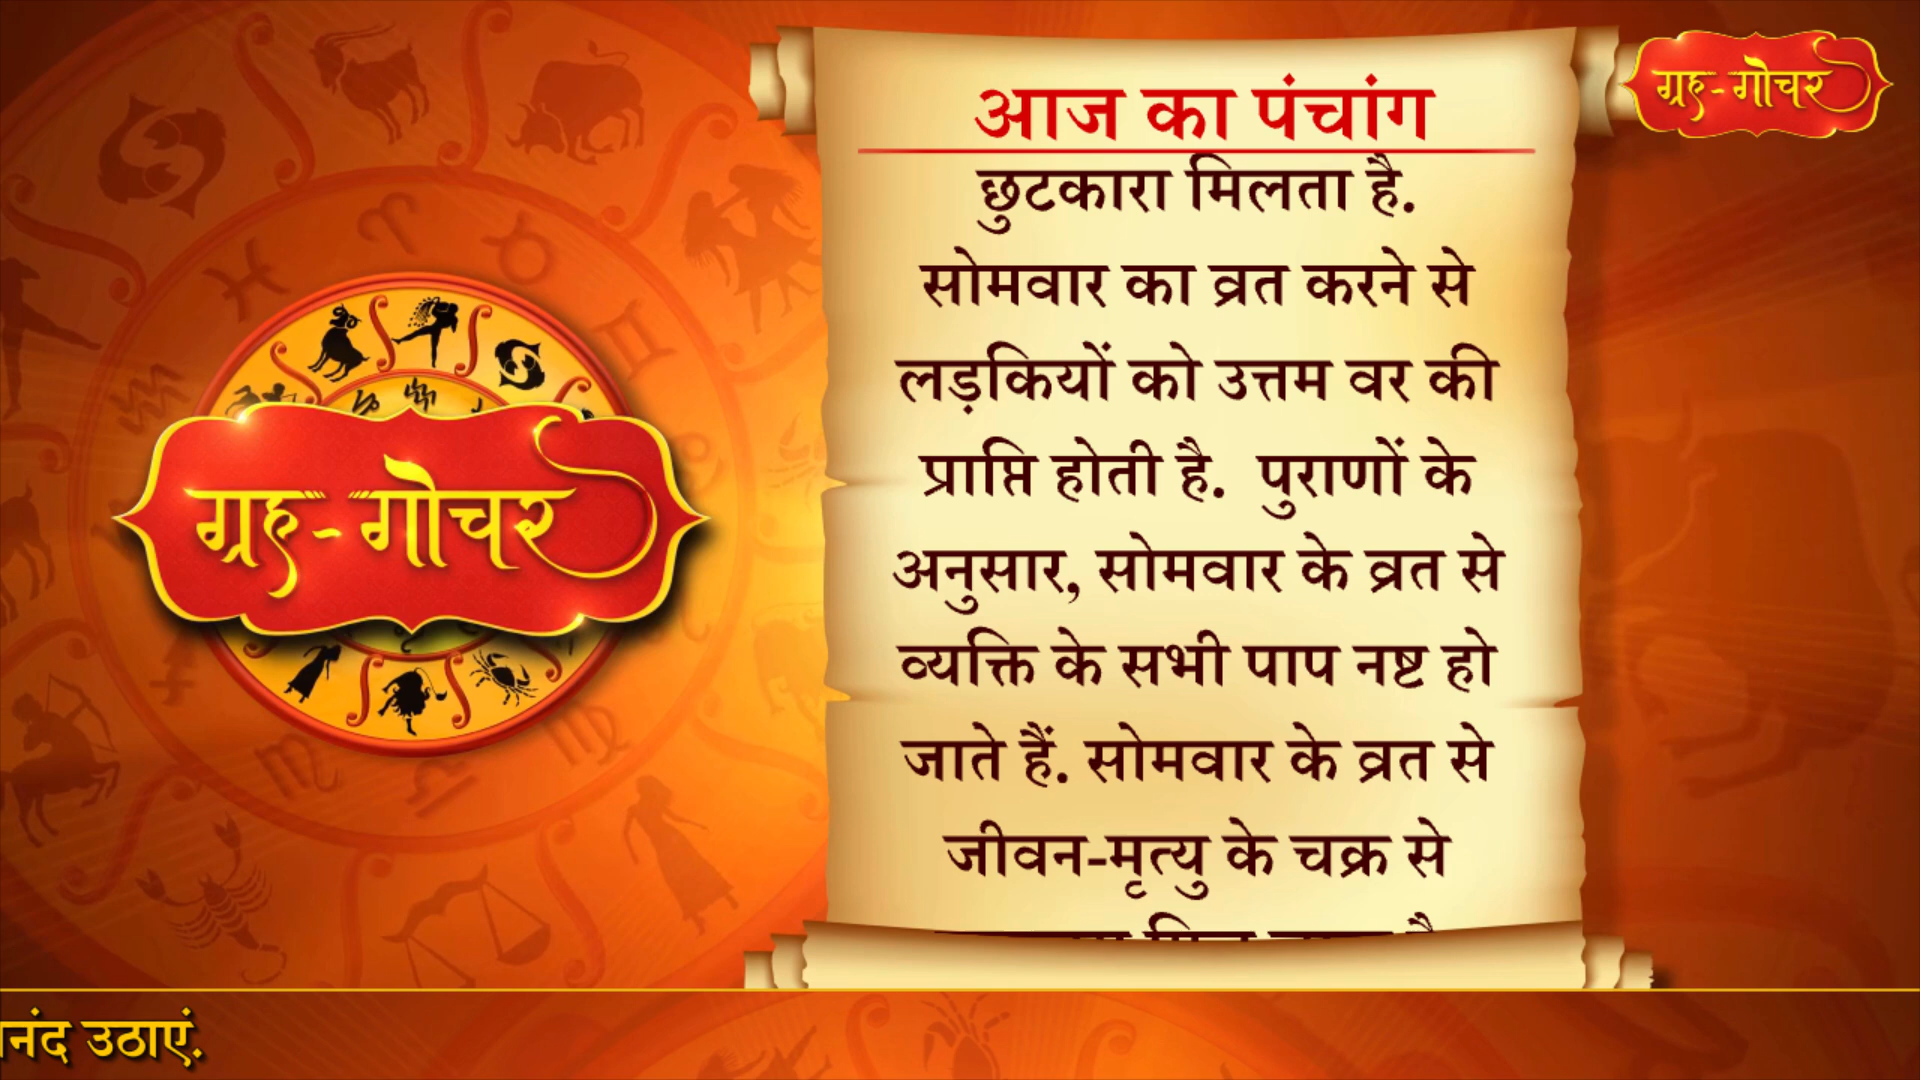 आज का पंचांग
ग्रह-गोचर
छुटकारा मिलता है.
सोमवार का व्रत करने से
लड़कियों को उत्तम वर की
प्राप्ति होती है. पुराणों के
अनुसार, सोमवार के व्रत से
व्यक्ति के सभी पाप नष्ट हो
जाते हैं. सोमवार के व्रत से
जीवन-मृत्यु के चक्र से
ग्रह-गोचर
उठाएं.